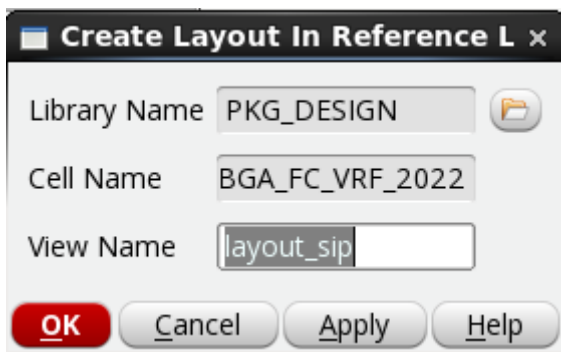 Create Layout In Reference L
Library Name PKG_DESIGN
Cell Name BGA_FC_VRF_2022
View Name layout_sip
OK Cancel Apply Help